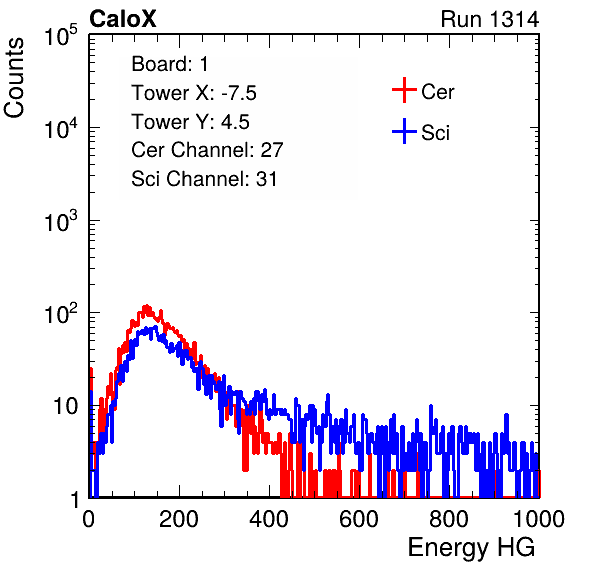 CaloX Run 1314
Counts
10^5
10^4
10^3
10^2
10
1
Board: 1
Tower X: -7.5
Tower Y: 4.5
Cer Channel: 27
Sci Channel: 31
Cer
Sci
0 200 400 600 800 1000
Energy HG